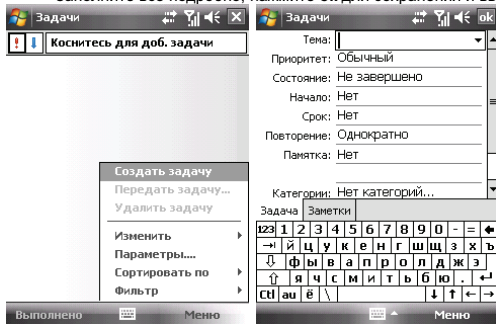 Задачи
Коснитесь для доб. задачи
Создать задачу
Передать задачу...
Удалить задачу
Изменить
Параметры....
Сортировать по
Фильтр
Выполнено Меню
Задачи ok
Тема:
Приоритет: Обычный
Состояние: Не завершено
Начало: Нет
Срок: Нет
Повторение: Однократно
Памятка: Нет
Категории: Нет категорий...
Задача Заметки
123 1 2 3 4 5 6 7 8 9 0 - =
й ц у к е н г ш щ з х ъ
ф ы в а п р о л д ж э
я ч с м и т ь б ю .
Ctl au ё \
Меню